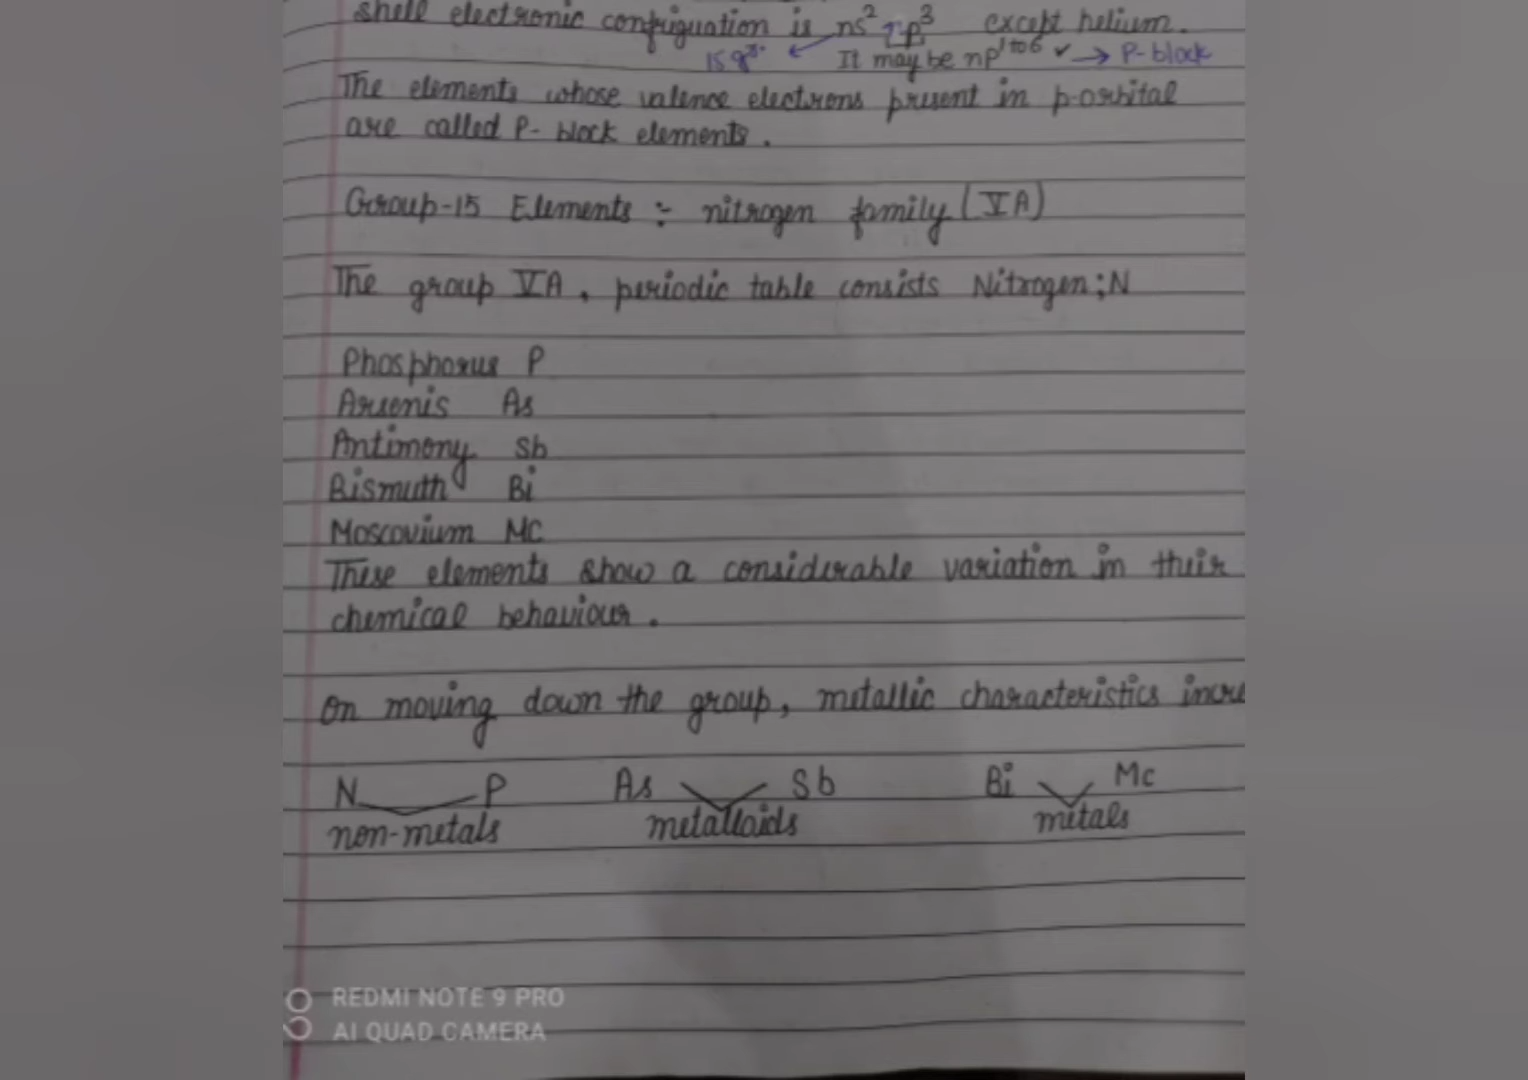 shell electronic configuation is ns² np³ except helium.
15 gr. It may be np¹ to 6 ✓ → P-block
The elements whose valence electrons present in p-orbital
are called P- block elements.
Group-15 Elements :- nitrogen family (VA)
The group VA, periodic table consists Nitrogen; N
Phosphorus P
Arsenis As
Antimony Sb
Bismuth Bi
Moscovium Mc
These elements show a considerable variation in their
chemical behaviour.
on moving down the group, metallic characteristics incre
N P As Sb Bi Mc
non-metals metalloids metals
REDMI NOTE 9 PRO
AI QUAD CAMERA